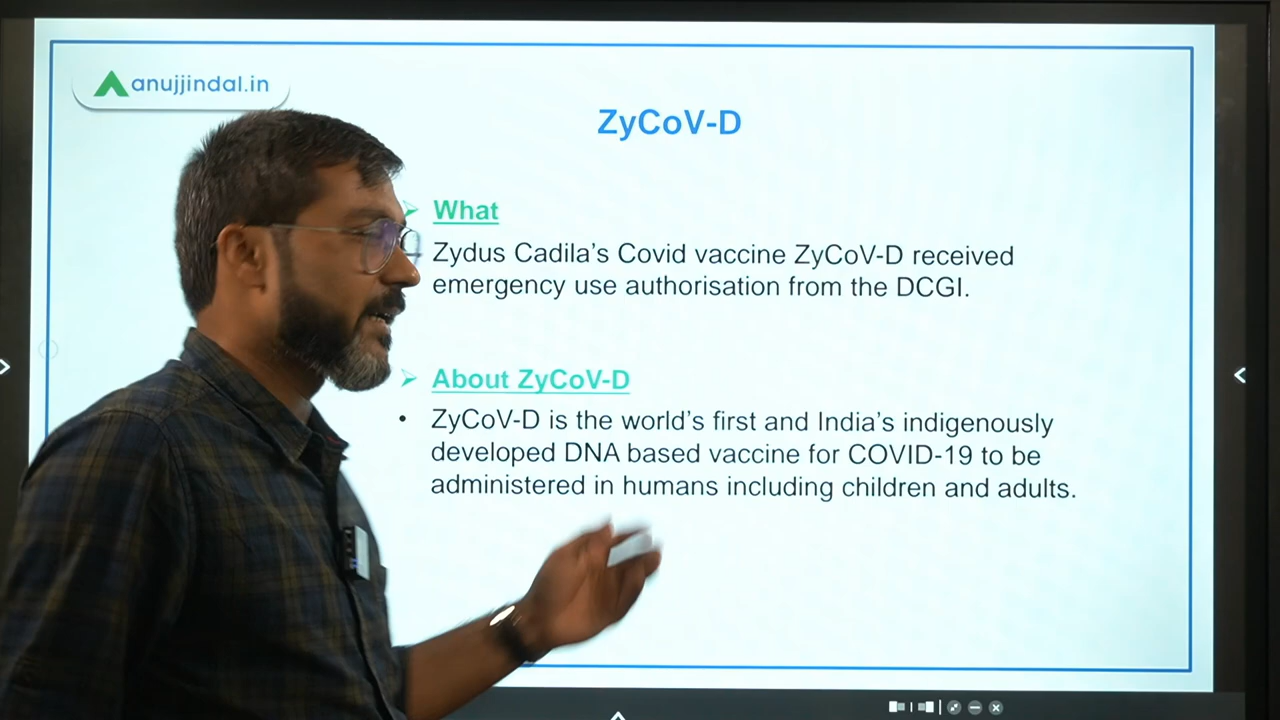 anujjindal.in
ZyCoV-D
What
Zydus Cadila’s Covid vaccine ZyCoV-D received
emergency use authorisation from the DCGI.
About ZyCoV-D
• ZyCoV-D is the world’s first and India’s indigenously
developed DNA based vaccine for COVID-19 to be
administered in humans including children and adults.